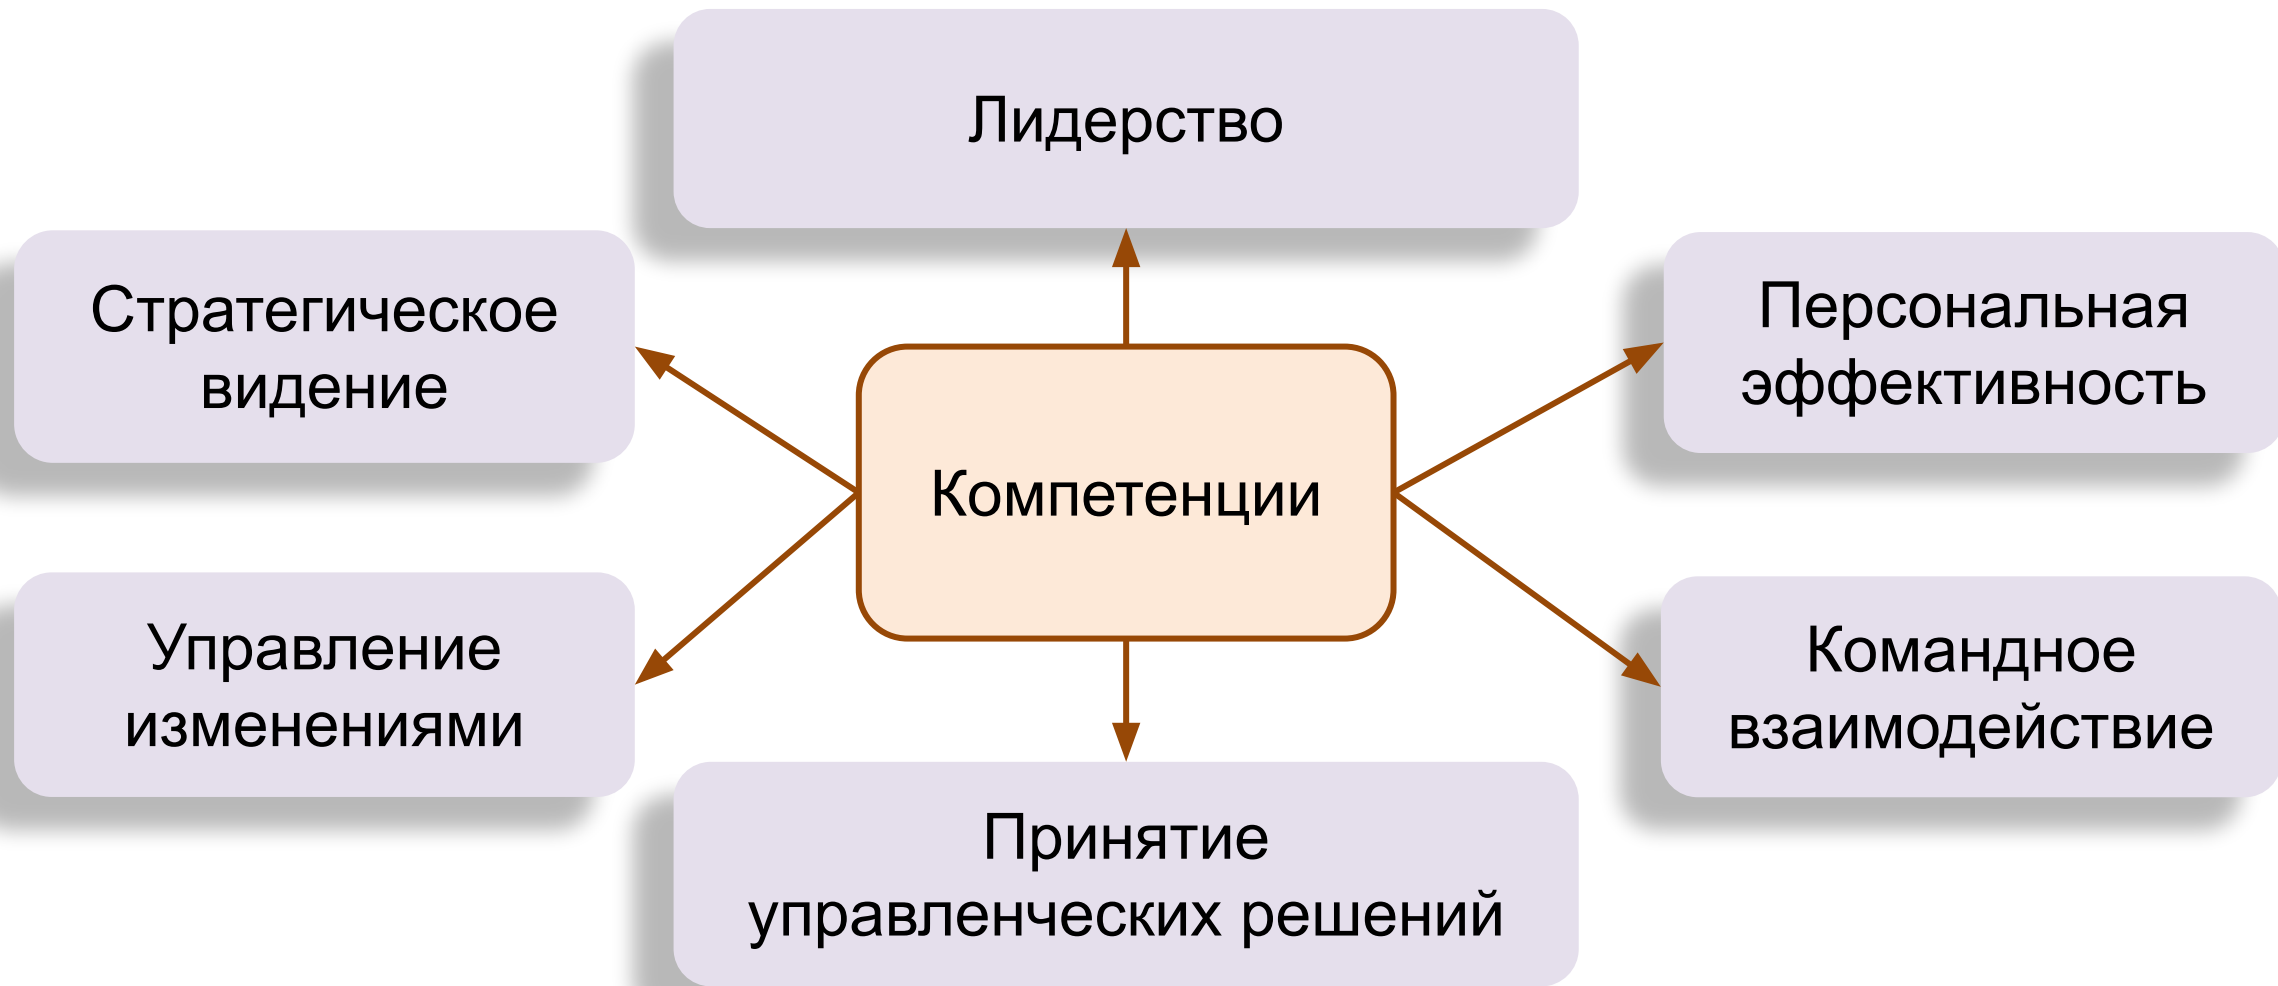 Лидерство
Стратегическое
видение
Персональная
эффективность
Компетенции
Управление
изменениями
Командное
взаимодействие
Принятие
управленческих решений